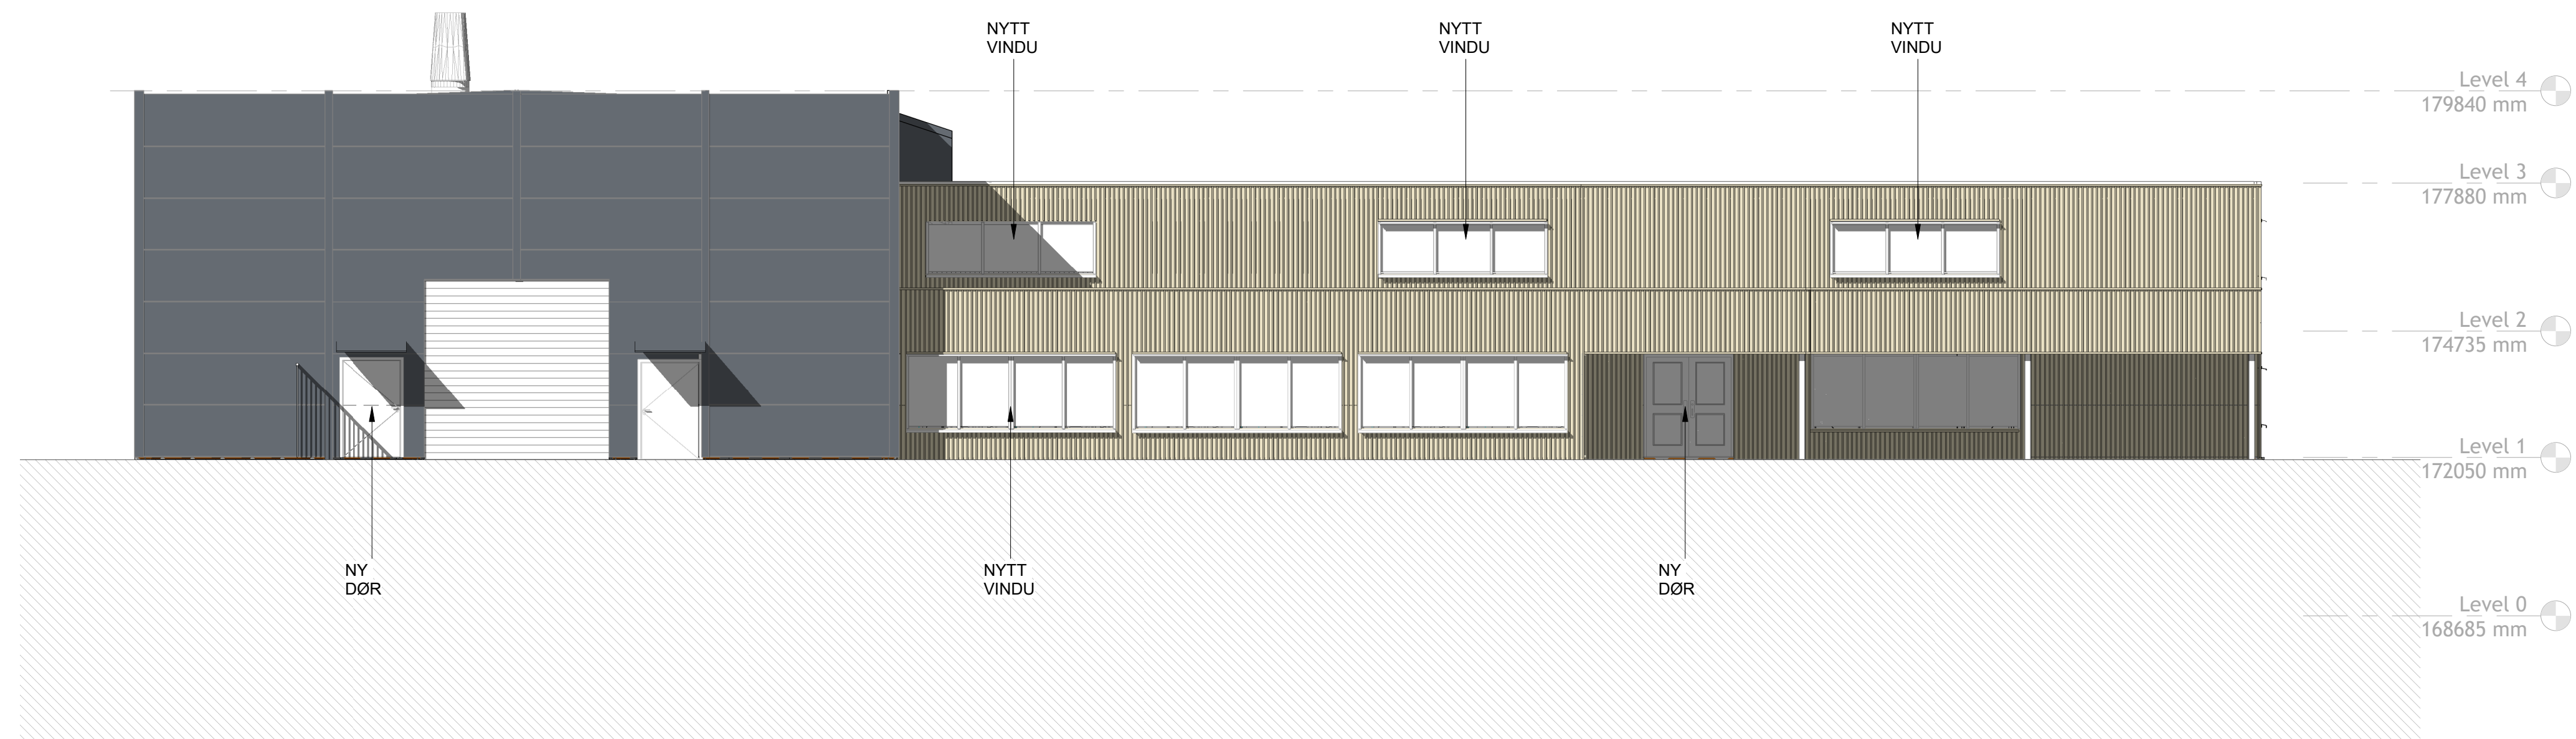 NYTT
VINDU
NYTT
VINDU
NYTT
VINDU
Level 4
179840 mm
Level 3
177880 mm
Level 2
174735 mm
Level 1
172050 mm
NY
DØR
NYTT
VINDU
NY
DØR
Level 0
168685 mm